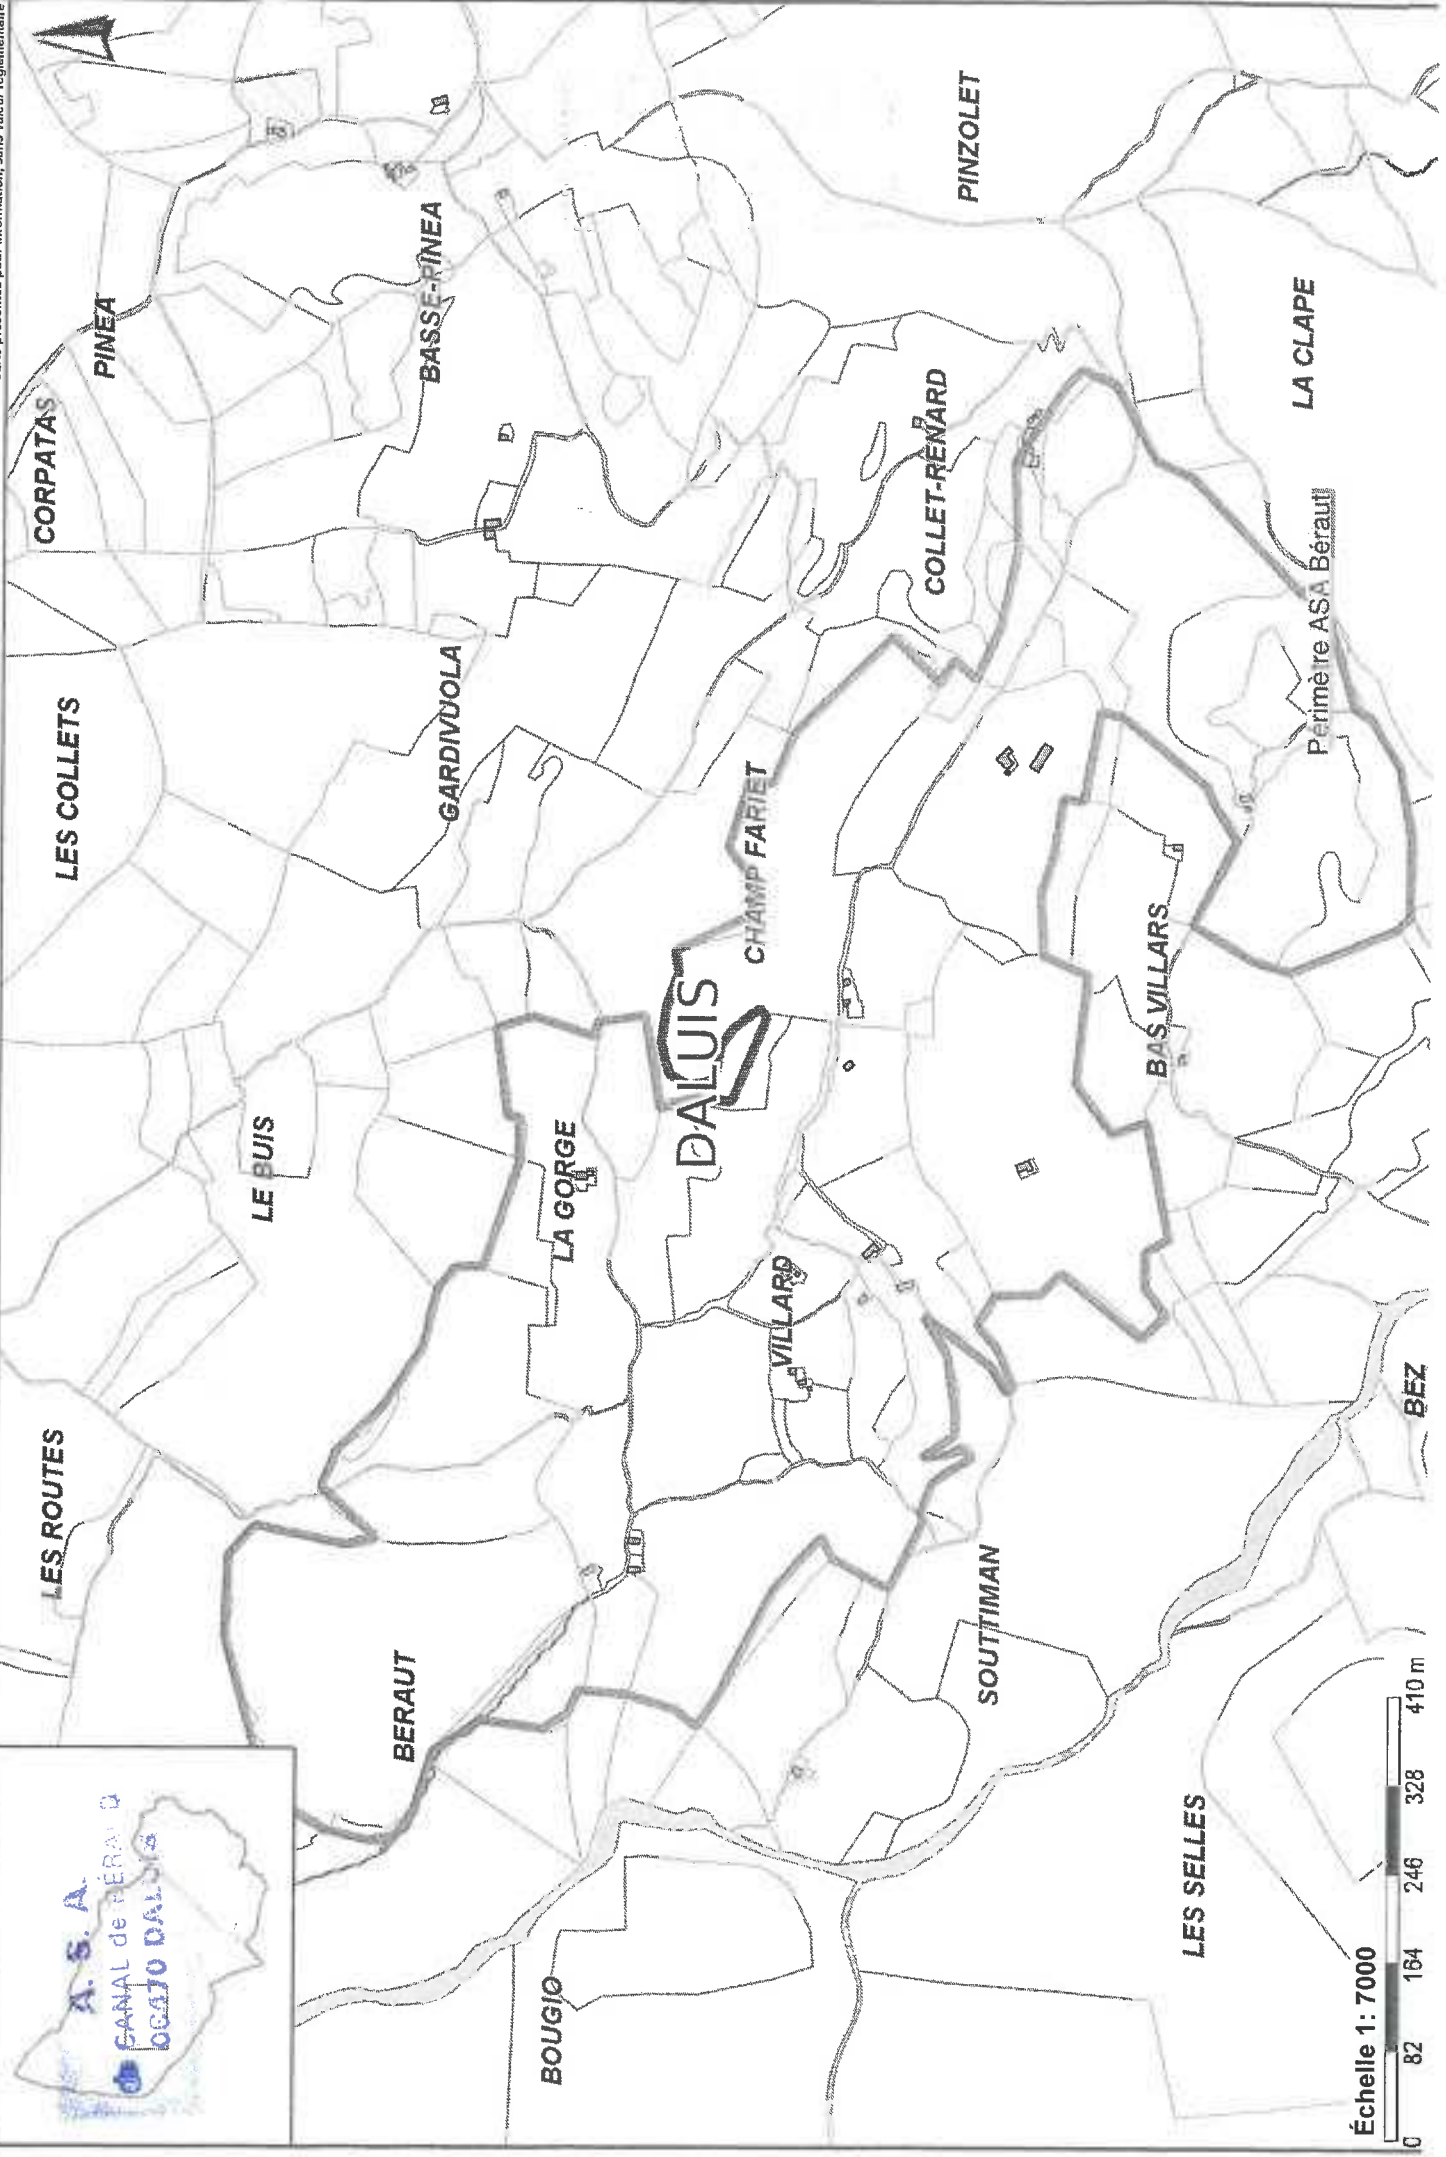 LES ROUTES
LES COLLETS
CORPATAS
PINEA
LE BUIS
BERAUT
LA GORGE
GARDIVUOLA
BASSE-PINEA
BOUGIO
DALUIS
VILLARD
CHAMP FARIET
COLLET-RENARD
PINZOLET
SOUTTIMAN
BAS VILLARS
LA CLAPE
LES SELLES
BEZ
Périmètre ASA Béraut
A. S. A.
CANAL de
DALUIS
Échelle 1: 7000
0 82 164 246 328 410 m